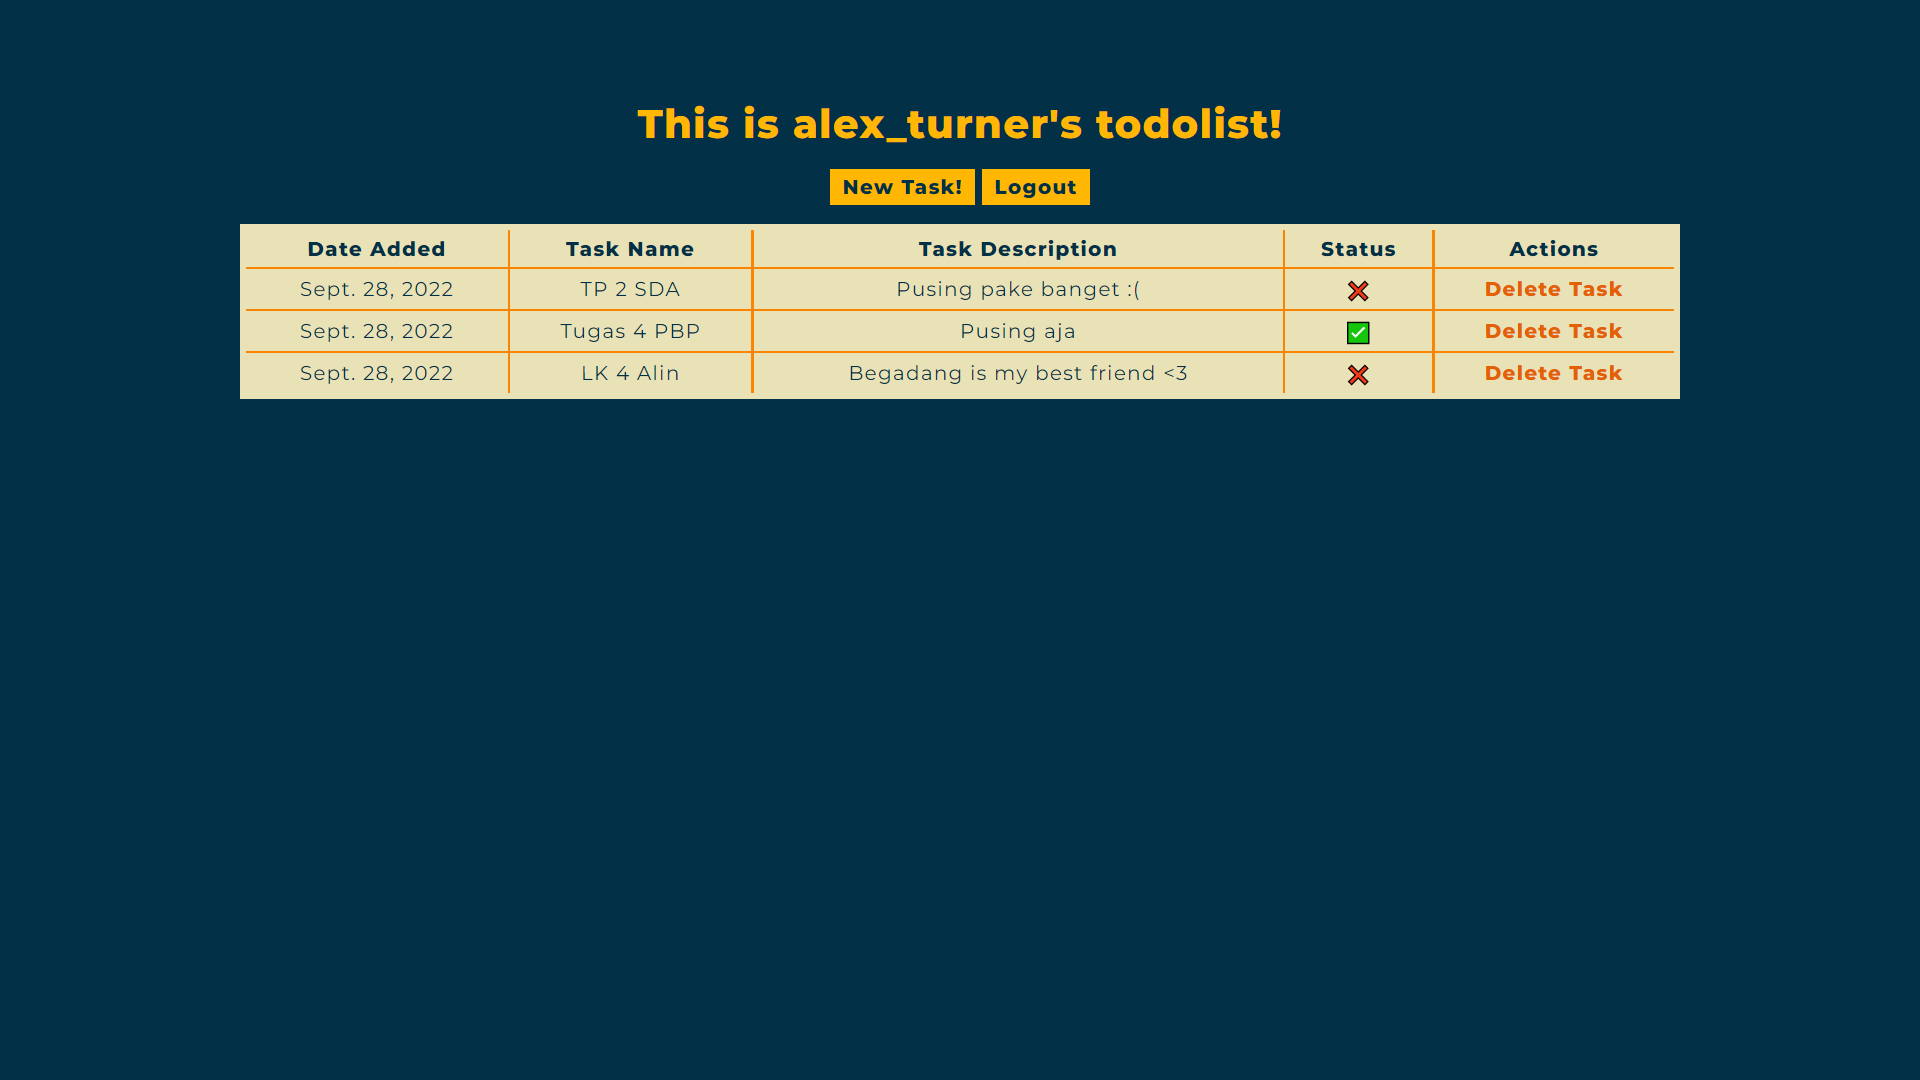 This is alex_turner's todolist!
New Task! Logout
Date Added Task Name Task Description Status Actions
Sept. 28, 2022 TP 2 SDA Pusing pake banget :( ❌ Delete Task
Sept. 28, 2022 Tugas 4 PBP Pusing aja ✅ Delete Task
Sept. 28, 2022 LK 4 Alin Begadang is my best friend <3 ❌ Delete Task